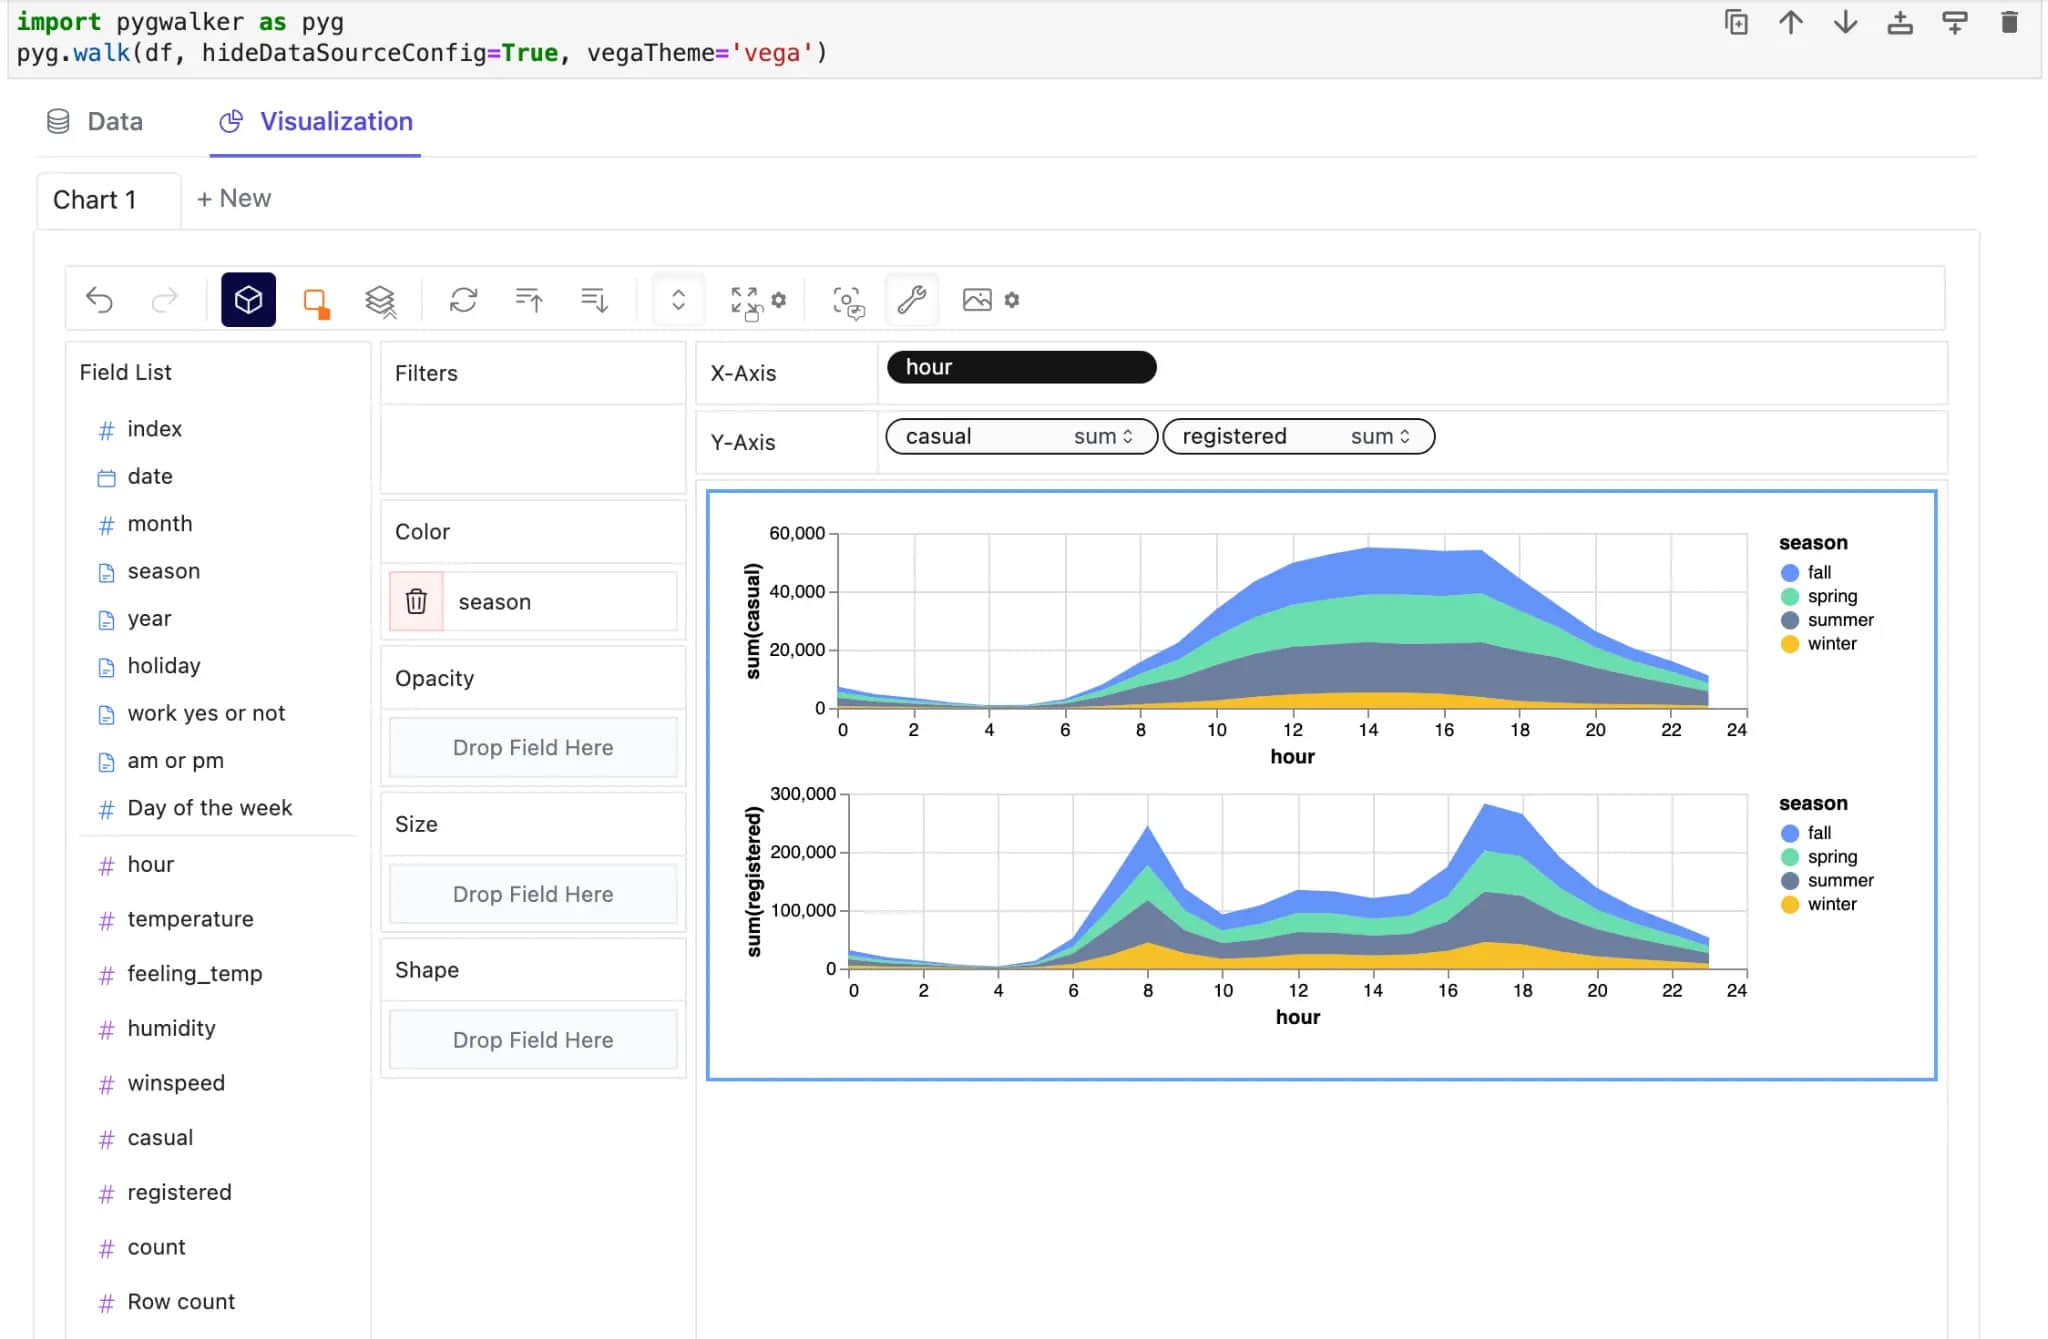 import pygwalker as pyg
pyg.walk(df, hideDataSourceConfig=True, vegaTheme='vega')
Data
Visualization
Chart 1
+ New
Field List
index
date
month
season
year
holiday
work yes or not
am or pm
Day of the week
hour
temperature
feeling_temp
humidity
winspeed
casual
registered
count
Row count
Filters
Color
season
Opacity
Drop Field Here
Size
Drop Field Here
Shape
Drop Field Here
X-Axis
hour
Y-Axis
casual sum
registered sum
60,000
40,000
20,000
0
sum(casual)
0 2 4 6 8 10 12 14 16 18 20 22 24
hour
season
fall
spring
summer
winter
300,000
200,000
100,000
0
sum(registered)
0 2 4 6 8 10 12 14 16 18 20 22 24
hour
season
fall
spring
summer
winter